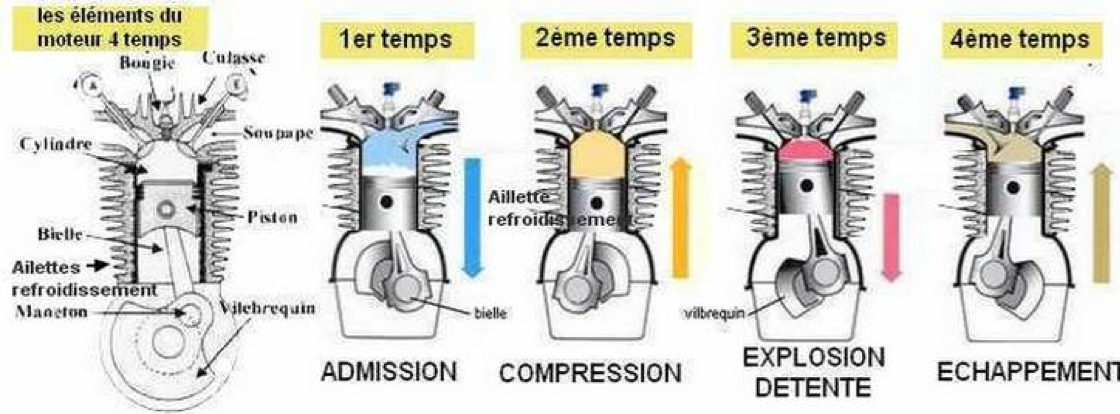 les éléments du
moteur 4 temps
Bougie
Culasse
A
E
Cylindre
Soupape
Piston
Bielle
Ailettes
refroidissement
Maneton
Vilebrequin
1er temps
ADMISSION
bielle
2ème temps
Aillette
refroidissement
COMPRESSION
3ème temps
vilbrequin
EXPLOSION
DETENTE
4ème temps
ECHAPPEMENT